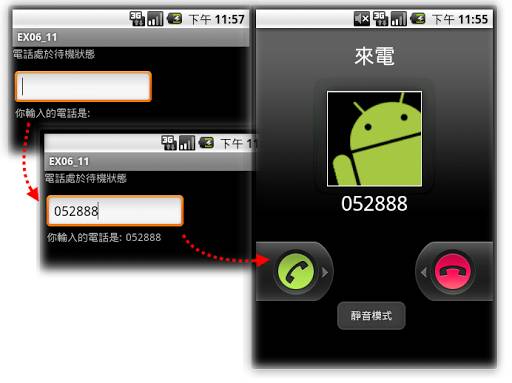 下午 11:57
EX06_11
電話處於待機狀態
你輸入的電話是:
下午 11
EX06_11
電話處於待機狀態
052888
你輸入的電話是: 052888
3G 下午 11:55
來電
052888
靜音模式